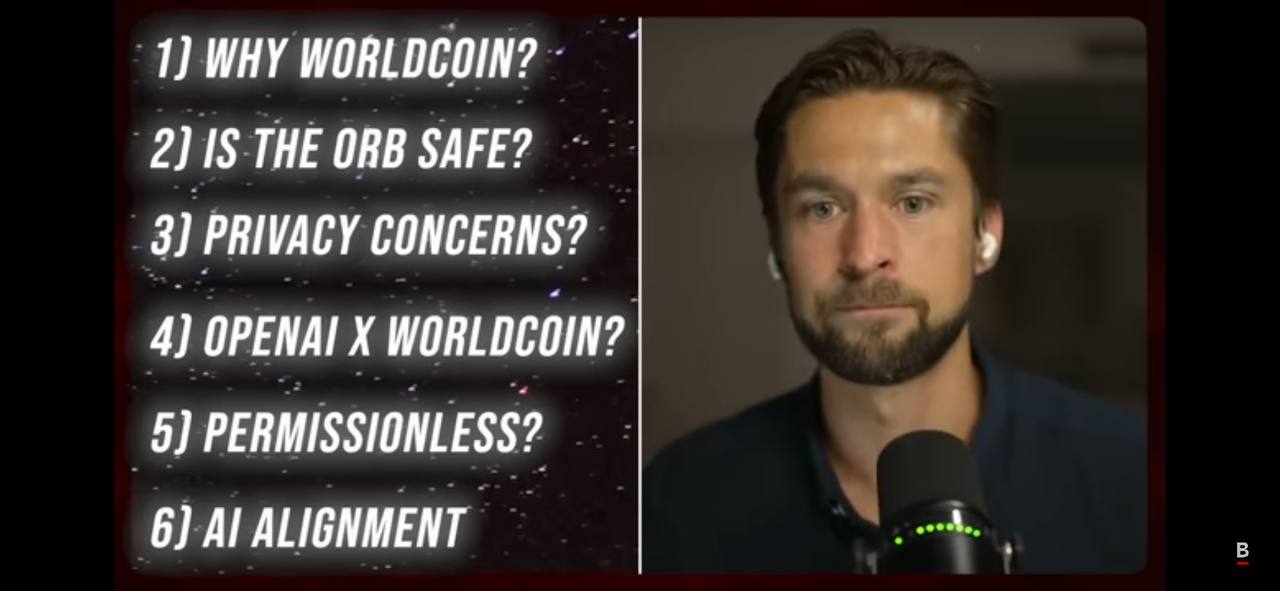 1) WHY WORLDCOIN?
2) IS THE ORB SAFE?
3) PRIVACY CONCERNS?
4) OPENAI X WORLDCOIN?
5) PERMISSIONLESS?
6) AI ALIGNMENT
B